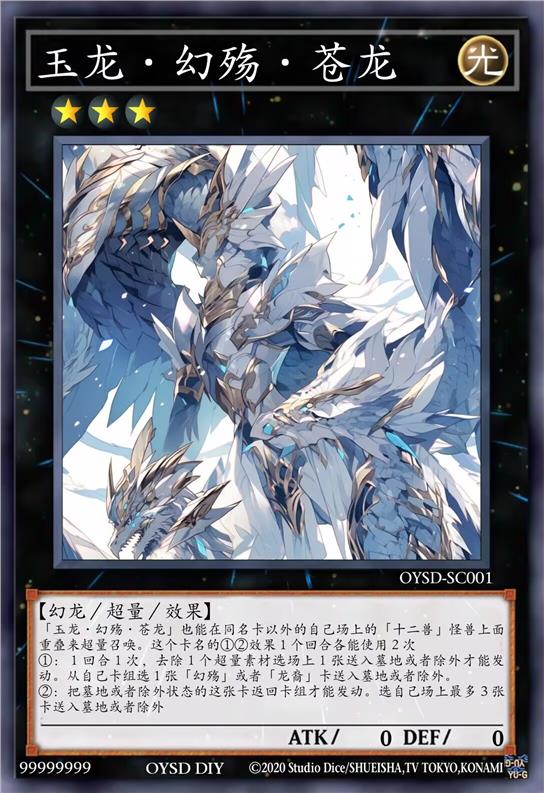 玉龙·幻殇·苍龙
光
OYSD-SC001
【幻龙／超量／效果】
「玉龙·幻殇·苍龙」也能在同名卡以外的自己场上的「十二兽」怪兽上面
重叠来超量召唤。这个卡名的①②效果1个回合各能使用2次
①：1回合1次，去除1个超量素材选场上1张送入墓地或者除外才能发
动。从自己卡组选1张「幻殇」或者「龙裔」卡送入墓地或者除外。
②：把墓地或者除外状态的这张卡返回卡组才能发动。选自己场上最多3张
卡送入墓地或者除外
ATK/ 0 DEF/ 0
99999999 OYSD DIY ©2020 Studio Dice/SHUEISHA,TV TOKYO,KONAMI